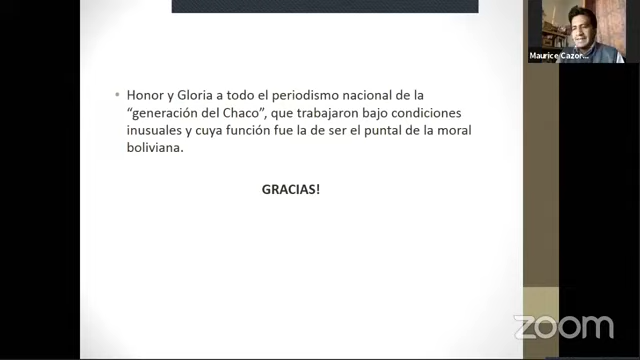 Maurice Cazor...
• Honor y Gloria a todo el periodismo nacional de la
“generación del Chaco”, que trabajaron bajo condiciones
inusuales y cuya función fue la de ser el puntal de la moral
boliviana.
GRACIAS!
zoom